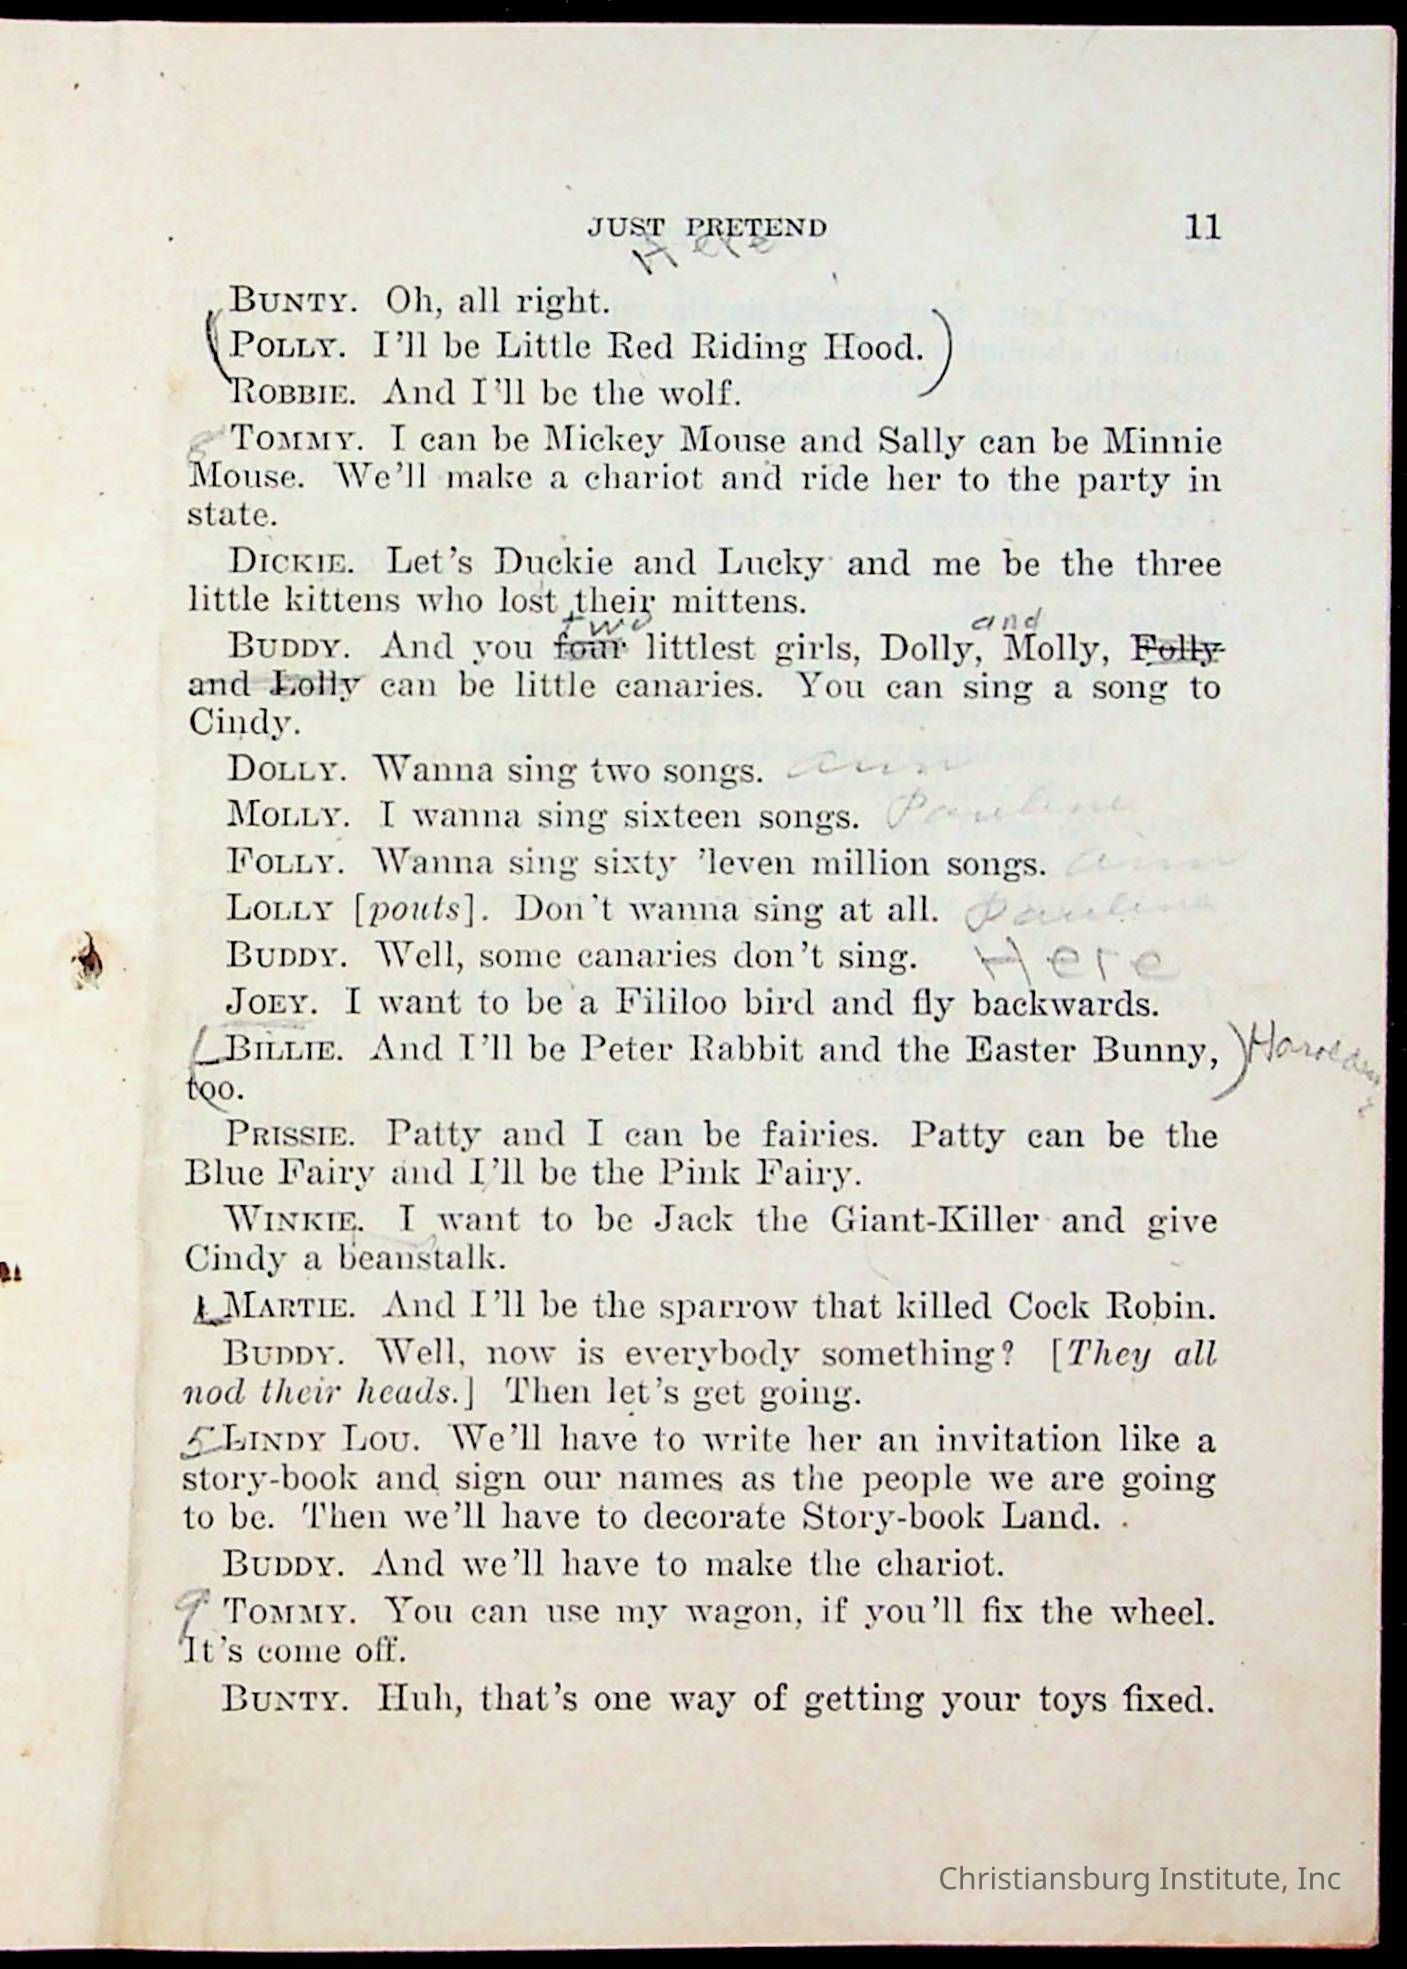 JUST PRETEND 11
Here
BUNTY. Oh, all right.
POLLY. I'll be Little Red Riding Hood.
ROBBIE. And I'll be the wolf.
8 TOMMY. I can be Mickey Mouse and Sally can be Minnie
Mouse. We'll make a chariot and ride her to the party in
state.
DICKIE. Let's Duckie and Lucky and me be the three
little kittens who lost their mittens.
two and
BUDDY. And you four littlest girls, Dolly, Molly, Folly
and Lolly can be little canaries. You can sing a song to
Cindy.
DOLLY. Wanna sing two songs. Ann
MOLLY. I wanna sing sixteen songs. Pauline
FOLLY. Wanna sing sixty 'leven million songs. Ann
LOLLY [pouts]. Don't wanna sing at all. Pauline
BUDDY. Well, some canaries don't sing. Here
JOEY. I want to be a Fililoo bird and fly backwards.
BILLIE. And I'll be Peter Rabbit and the Easter Bunny,
too.
PRISSIE. Patty and I can be fairies. Patty can be the
Blue Fairy and I'll be the Pink Fairy.
WINKIE. I want to be Jack the Giant-Killer and give
Cindy a beanstalk.
MARTIE. And I'll be the sparrow that killed Cock Robin.
BUDDY. Well, now is everybody something? [They all
nod their heads.] Then let's get going.
5 LINDY LOU. We'll have to write her an invitation like a
story-book and sign our names as the people we are going
to be. Then we'll have to decorate Story-book Land.
BUDDY. And we'll have to make the chariot.
9 TOMMY. You can use my wagon, if you'll fix the wheel.
It's come off.
BUNTY. Huh, that's one way of getting your toys fixed.
Christiansburg Institute, Inc